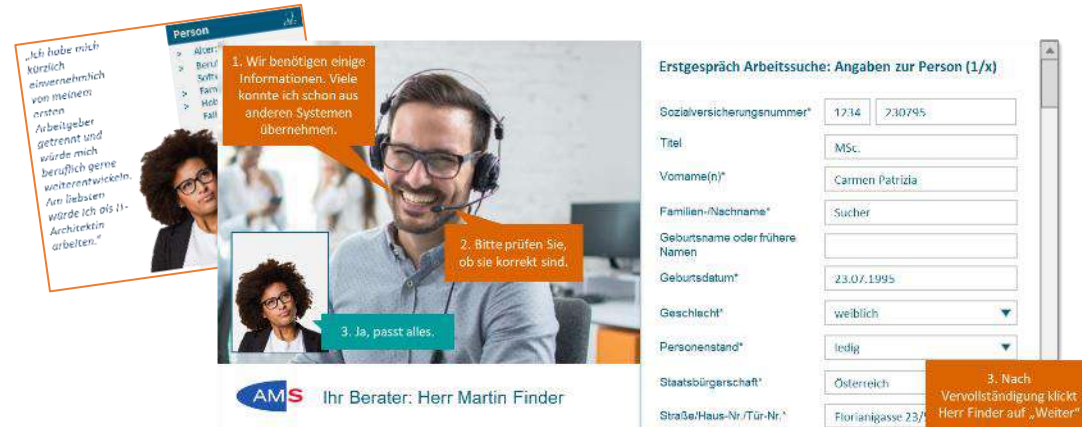 „Ich habe mich
kürzlich
einvernehmlich
von meinem
ersten
Arbeitgeber
getrennt und
würde mich
beruflich gerne
weiterentwickeln.
Am liebsten
würde ich als IT-
Architektin
arbeiten."
Person
> Alter:
> Beruf
Softw
> Fam
> Hob
Fall
1. Wir benötigen einige
Informationen. Viele
konnte ich schon aus
anderen Systemen
übernehmen.
2. Bitte prüfen Sie,
ob sie korrekt sind.
3. Ja, passt alles.
AMS
Ihr Berater: Herr Martin Finder
Erstgespräch Arbeitssuche: Angaben zur Person (1/x)
Sozialversicherungsnummer* 1234 230795
Titel MSc.
Vorname(n)* Carmen Patrizia
Familien-/Nachname* Sucher
Geburtsname oder frühere
Namen
Geburtsdatum* 23.07.1995
Geschlecht* weiblich
Personenstand* ledig
Staatsbürgerschaft* Österreich
Straße/Haus-Nr./Tür-Nr.* Florianigasse 23/
3. Nach
Vervollständigung klickt
Herr Finder auf „Weiter"